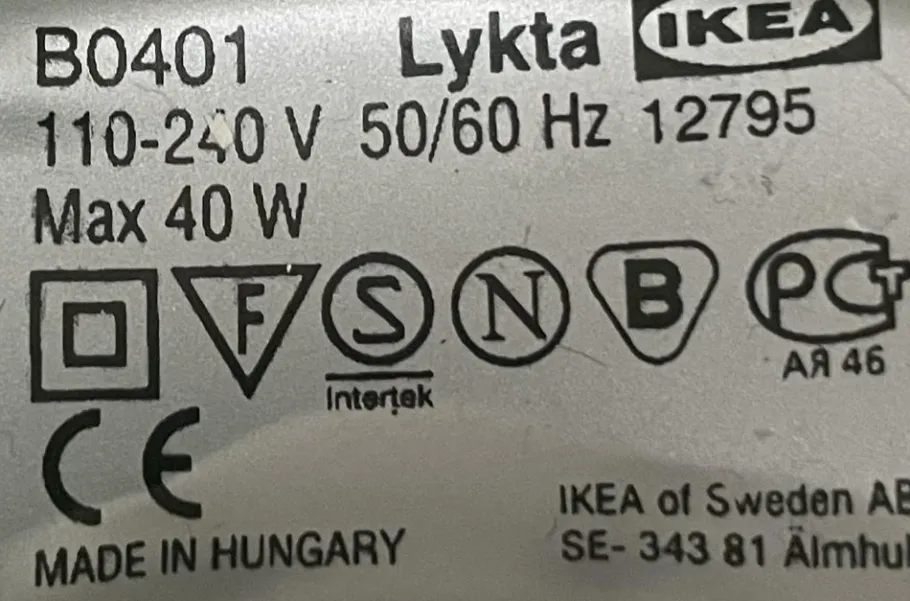 B0401 Lykta IKEA
110-240 V 50/60 Hz 12795
Max 40 W
F S N B PCT
Intertek
АЯ 46
CE
MADE IN HUNGARY
IKEA of Sweden AB
SE- 343 81 Älmhul